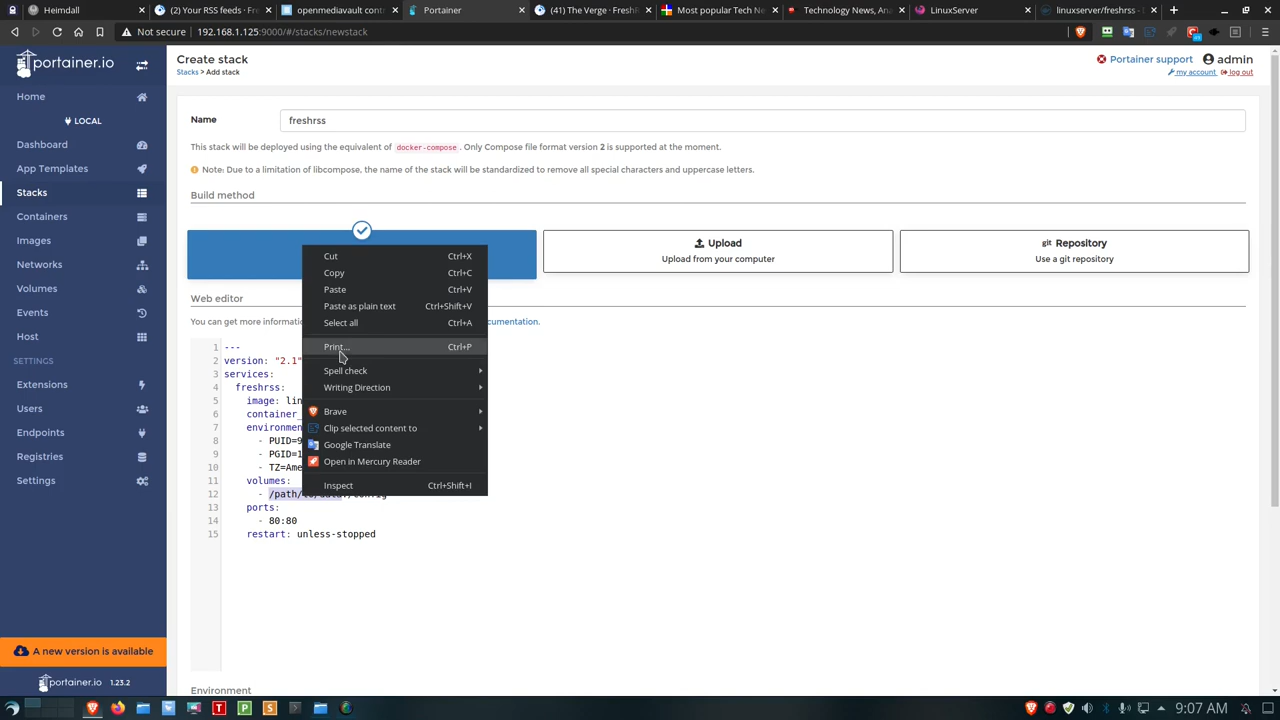 Heimdall
(2) Your RSS feeds · Fre
openmediavault cont
Portainer
(41) The Verge · FreshR
Most popular Tech Ne
Technology News, Ana
LinuxServer
linuxserver/freshrss - D
Not secure 192.168.1.125:9000/#/stacks/newstack
portainer.io
Home
LOCAL
Dashboard
App Templates
Stacks
Containers
Images
Networks
Volumes
Events
Host
SETTINGS
Extensions
Users
Endpoints
Registries
Settings
A new version is available
portainer.io 1.23.2
Create stack
Stacks > Add stack
Portainer support admin
my account log out
Name freshrss
This stack will be deployed using the equivalent of docker-compose. Only Compose file format version 2 is supported at the moment.
Note: Due to a limitation of libcompose, the name of the stack will be standardized to remove all special characters and uppercase letters.
Build method
Upload
Upload from your computer
git Repository
Use a git repository
Web editor
You can get more informati
cumentation.
1 ---
2 version: "2.1"
3 services:
4 freshrss:
5 image: lin
6 container_
7 environmen
8 - PUID=9
9 - PGID=1
10 - TZ=Ame
11 volumes:
12 - /path/to/data:/config
13 ports:
14 - 80:80
15 restart: unless-stopped
Cut Ctrl+X
Copy Ctrl+C
Paste Ctrl+V
Paste as plain text Ctrl+Shift+V
Select all Ctrl+A
Print... Ctrl+P
Spell check
Writing Direction
Brave
Clip selected content to
Google Translate
Open in Mercury Reader
Inspect Ctrl+Shift+I
Environment
9:07 AM